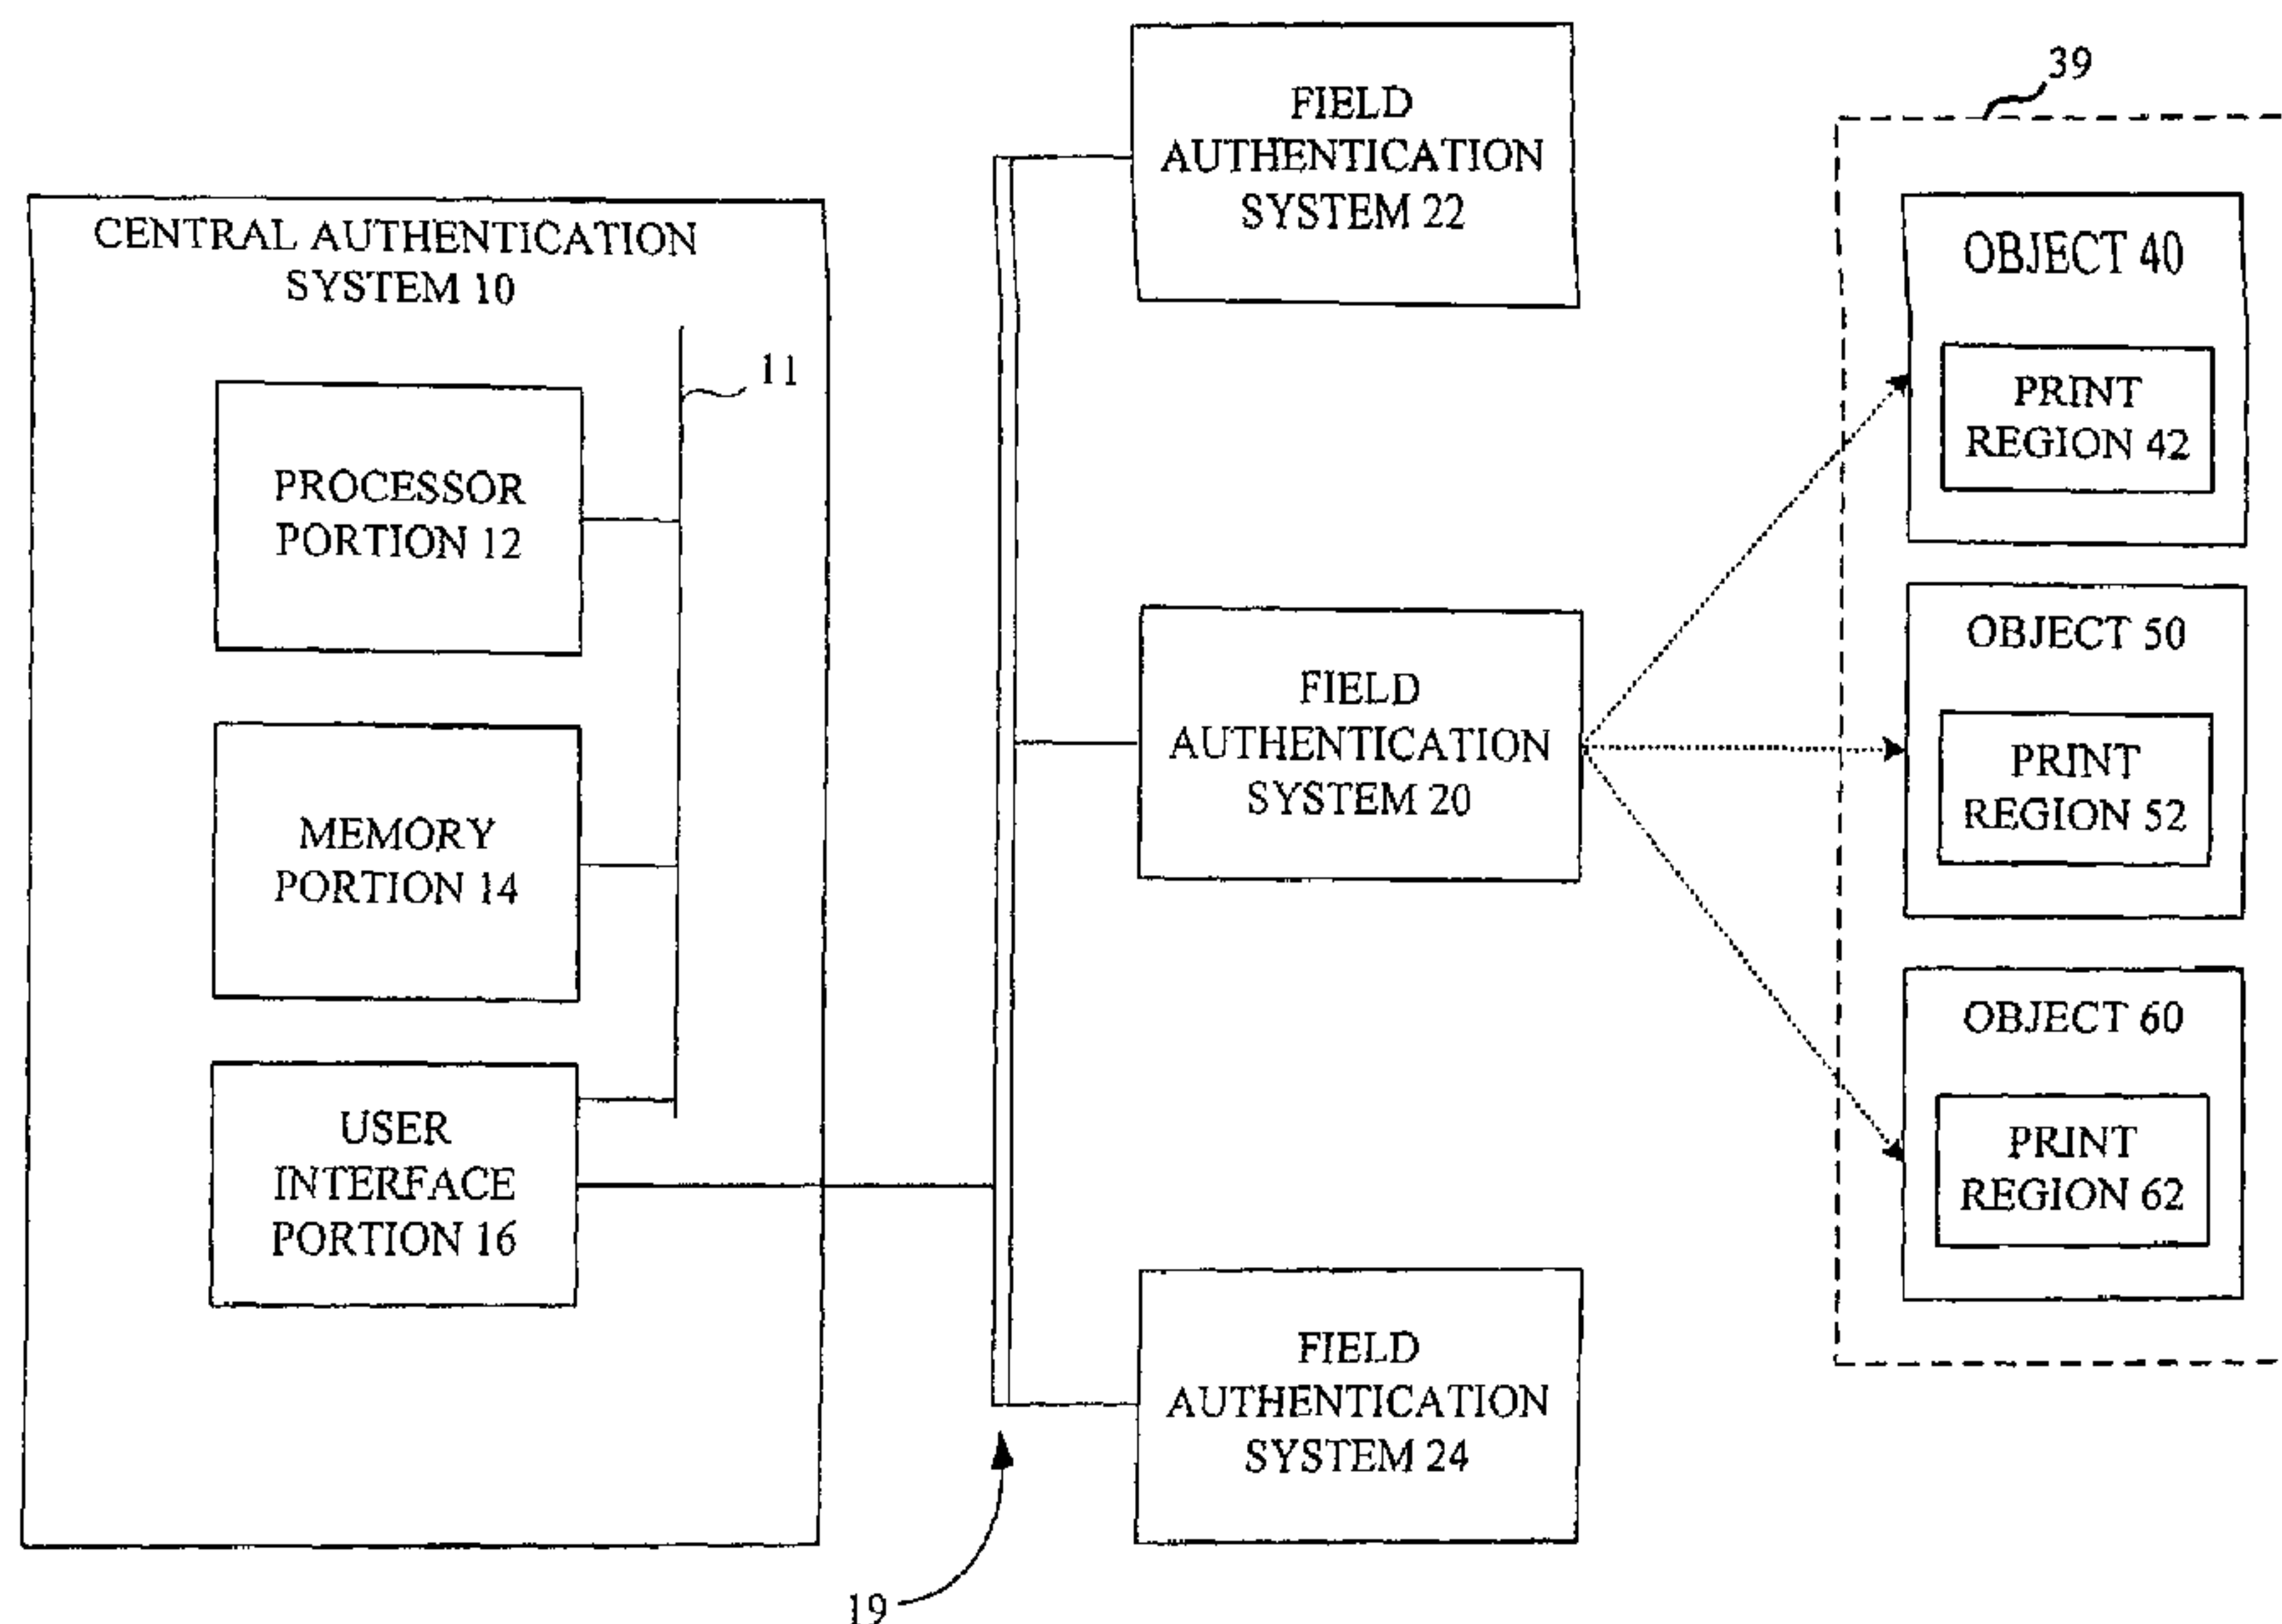 CENTRAL AUTHENTICATION
SYSTEM 10
11
PROCESSOR
PORTION 12
MEMORY
PORTION 14
USER
INTERFACE
PORTION 16
FIELD
AUTHENTICATION
SYSTEM 22
FIELD
AUTHENTICATION
SYSTEM 20
FIELD
AUTHENTICATION
SYSTEM 24
19
39
OBJECT 40
PRINT
REGION 42
OBJECT 50
PRINT
REGION 52
OBJECT 60
PRINT
REGION 62